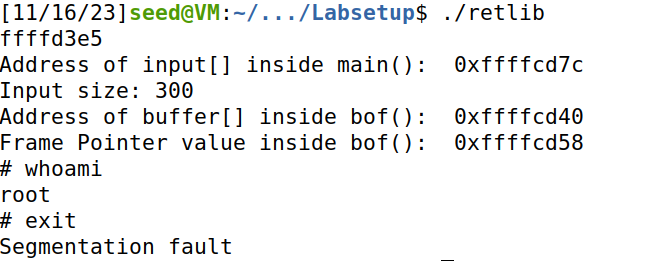 [11/16/23]seed@VM:~/.../Labsetup$ ./retlib
ffffd3e5
Address of input[] inside main():  0xffffcd7c
Input size: 300
Address of buffer[] inside bof():  0xffffcd40
Frame Pointer value inside bof():  0xffffcd58
# whoami
root
# exit
Segmentation fault